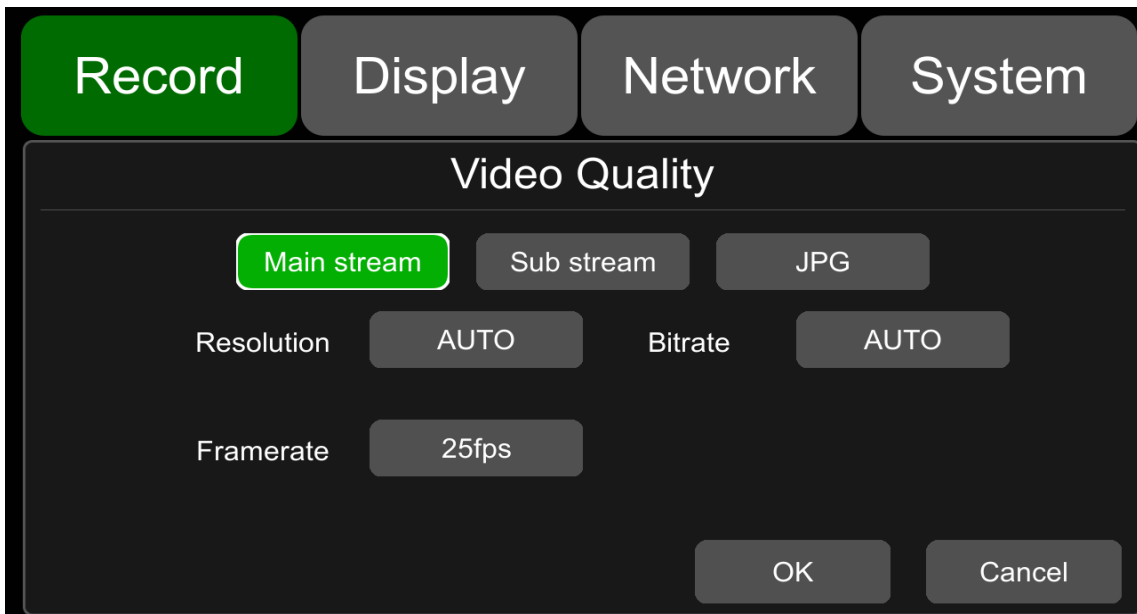 Record Display Network System
Video Quality
Main stream Sub stream JPG
Resolution AUTO Bitrate AUTO
Framerate 25fps
OK Cancel